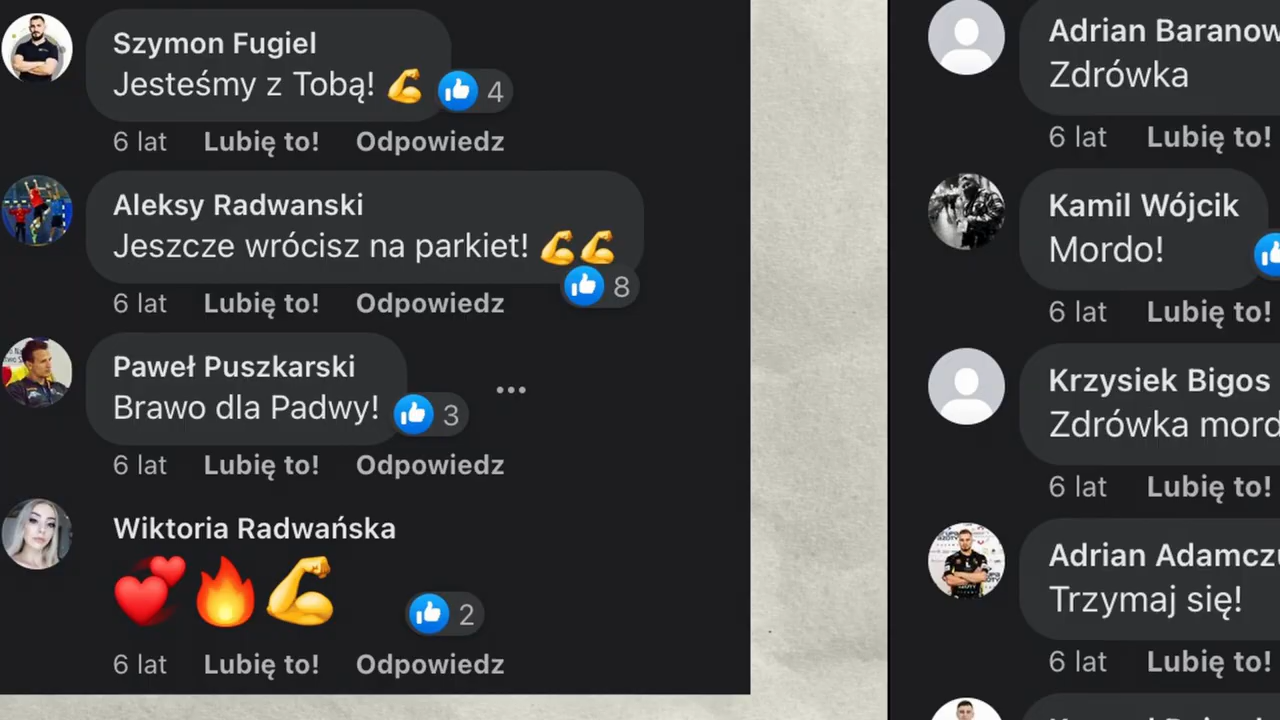 Szymon Fugiel
Jesteśmy z Tobą! 💪
4
6 lat Lubię to! Odpowiedz
Aleksy Radwanski
Jeszcze wrócisz na parkiet! 💪💪
8
6 lat Lubię to! Odpowiedz
Paweł Puszkarski
Brawo dla Padwy!
3
6 lat Lubię to! Odpowiedz
Wiktoria Radwańska
💞🔥💪
2
6 lat Lubię to! Odpowiedz
Adrian
Zdrówka
6 lat Lubię to!
Kamil Wójcik
Mordo!
6 lat Lubię to!
Krzysiek Bigos
Zdrówka
6 lat Lubię to!
Adrian
Trzymaj się!
6 lat Lubię to!